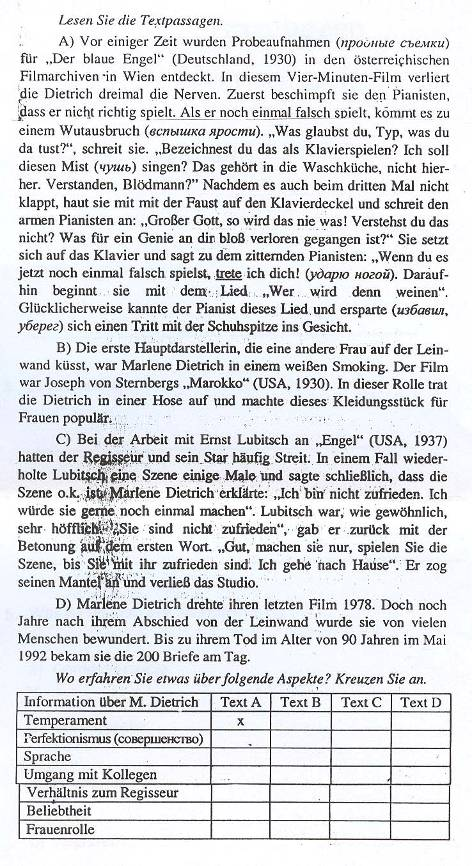 Lesen Sie die Textpassagen.
A) Vor einiger Zeit wurden Probeaufnahmen (пробные съемки)
für „Der blaue Engel“ (Deutschland, 1930) in den österreichischen
Filmarchiven in Wien entdeckt. In diesem Vier-Minuten-Film verliert
die Dietrich dreimal die Nerven. Zuerst beschimpft sie den Pianisten,
dass er nicht richtig spielt. Als er noch einmal falsch spielt, kommt es zu
einem Wutausbruch (вспышка ярости). „Was glaubst du, Typ, was du
da tust?“, schreit sie. „Bezeichnest du das als Klavierspielen? Ich soll
diesen Mist (чушь) singen? Das gehört in die Waschküche, nicht hier-
her. Verstanden, Blödmann?” Nachdem es auch beim dritten Mal nicht
klappt, haut sie mit mit der Faust auf den Klavierdeckel und schreit den
armen Pianisten an: „Großer Gott, so wird das nie was! Verstehst du das
nicht? Was für ein Genie an dir bloß verloren gegangen ist?“ Sie setzt
sich auf das Klavier und sagt zu dem zitternden Pianisten: „Wenn du es
jetzt noch einmal falsch spielst, trete ich dich! (ударю ногой). Darauf-
hin beginnt sie mit dem Lied „Wer wird denn weinen“.
Glücklicherweise kannte der Pianist dieses Lied und ersparte (избавил,
уберег) sich einen Tritt mit der Schuhspitze ins Gesicht.
B) Die erste Hauptdarstellerin, die eine andere Frau auf der Lein-
wand küsst, war Marlene Dietrich in einem weißen Smoking. Der Film
war Joseph von Sternbergs „Marokko“ (USA, 1930). In dieser Rolle trat
die Dietrich in einer Hose auf und machte dieses Kleidungsstück für
Frauen populär.
C) Bei der Arbeit mit Ernst Lubitsch an „Engel“ (USA, 1937)
hatten der Regisseur und sein Star häufig Streit. In einem Fall wieder-
holte Lubitsch eine Szene einige Male und sagte schließlich, dass die
Szene o.k. ist. Marlene Dietrich erklärte: „Ich bin nicht zufrieden. Ich
würde sie gerne noch einmal machen“. Lubitsch war, wie gewöhnlich,
sehr höfflich. „Sie sind nicht zufrieden“, gab er zurück mit der
Betonung auf dem ersten Wort. „Gut, machen sie nur, spielen Sie die
Szene, bis Sie mit ihr zufrieden sind. Ich gehe nach Hause“. Er zog
seinen Mantel an und verließ das Studio.
D) Marlene Dietrich drehte ihren letzten Film 1978. Doch noch
Jahre nach ihrem Abschied von der Leinwand wurde sie von vielen
Menschen bewundert. Bis zu ihrem Tod im Alter von 90 Jahren im Mai
1992 bekam sie die 200 Briefe am Tag.
Wo erfahren Sie etwas über folgende Aspekte? Kreuzen Sie an.
Information über M. Dietrich Text A Text B Text C Text D
Temperament x
Perfektionismus (совершенство)
Sprache
Umgang mit Kollegen
Verhältnis zum Regisseur
Beliebtheit
Frauenrolle